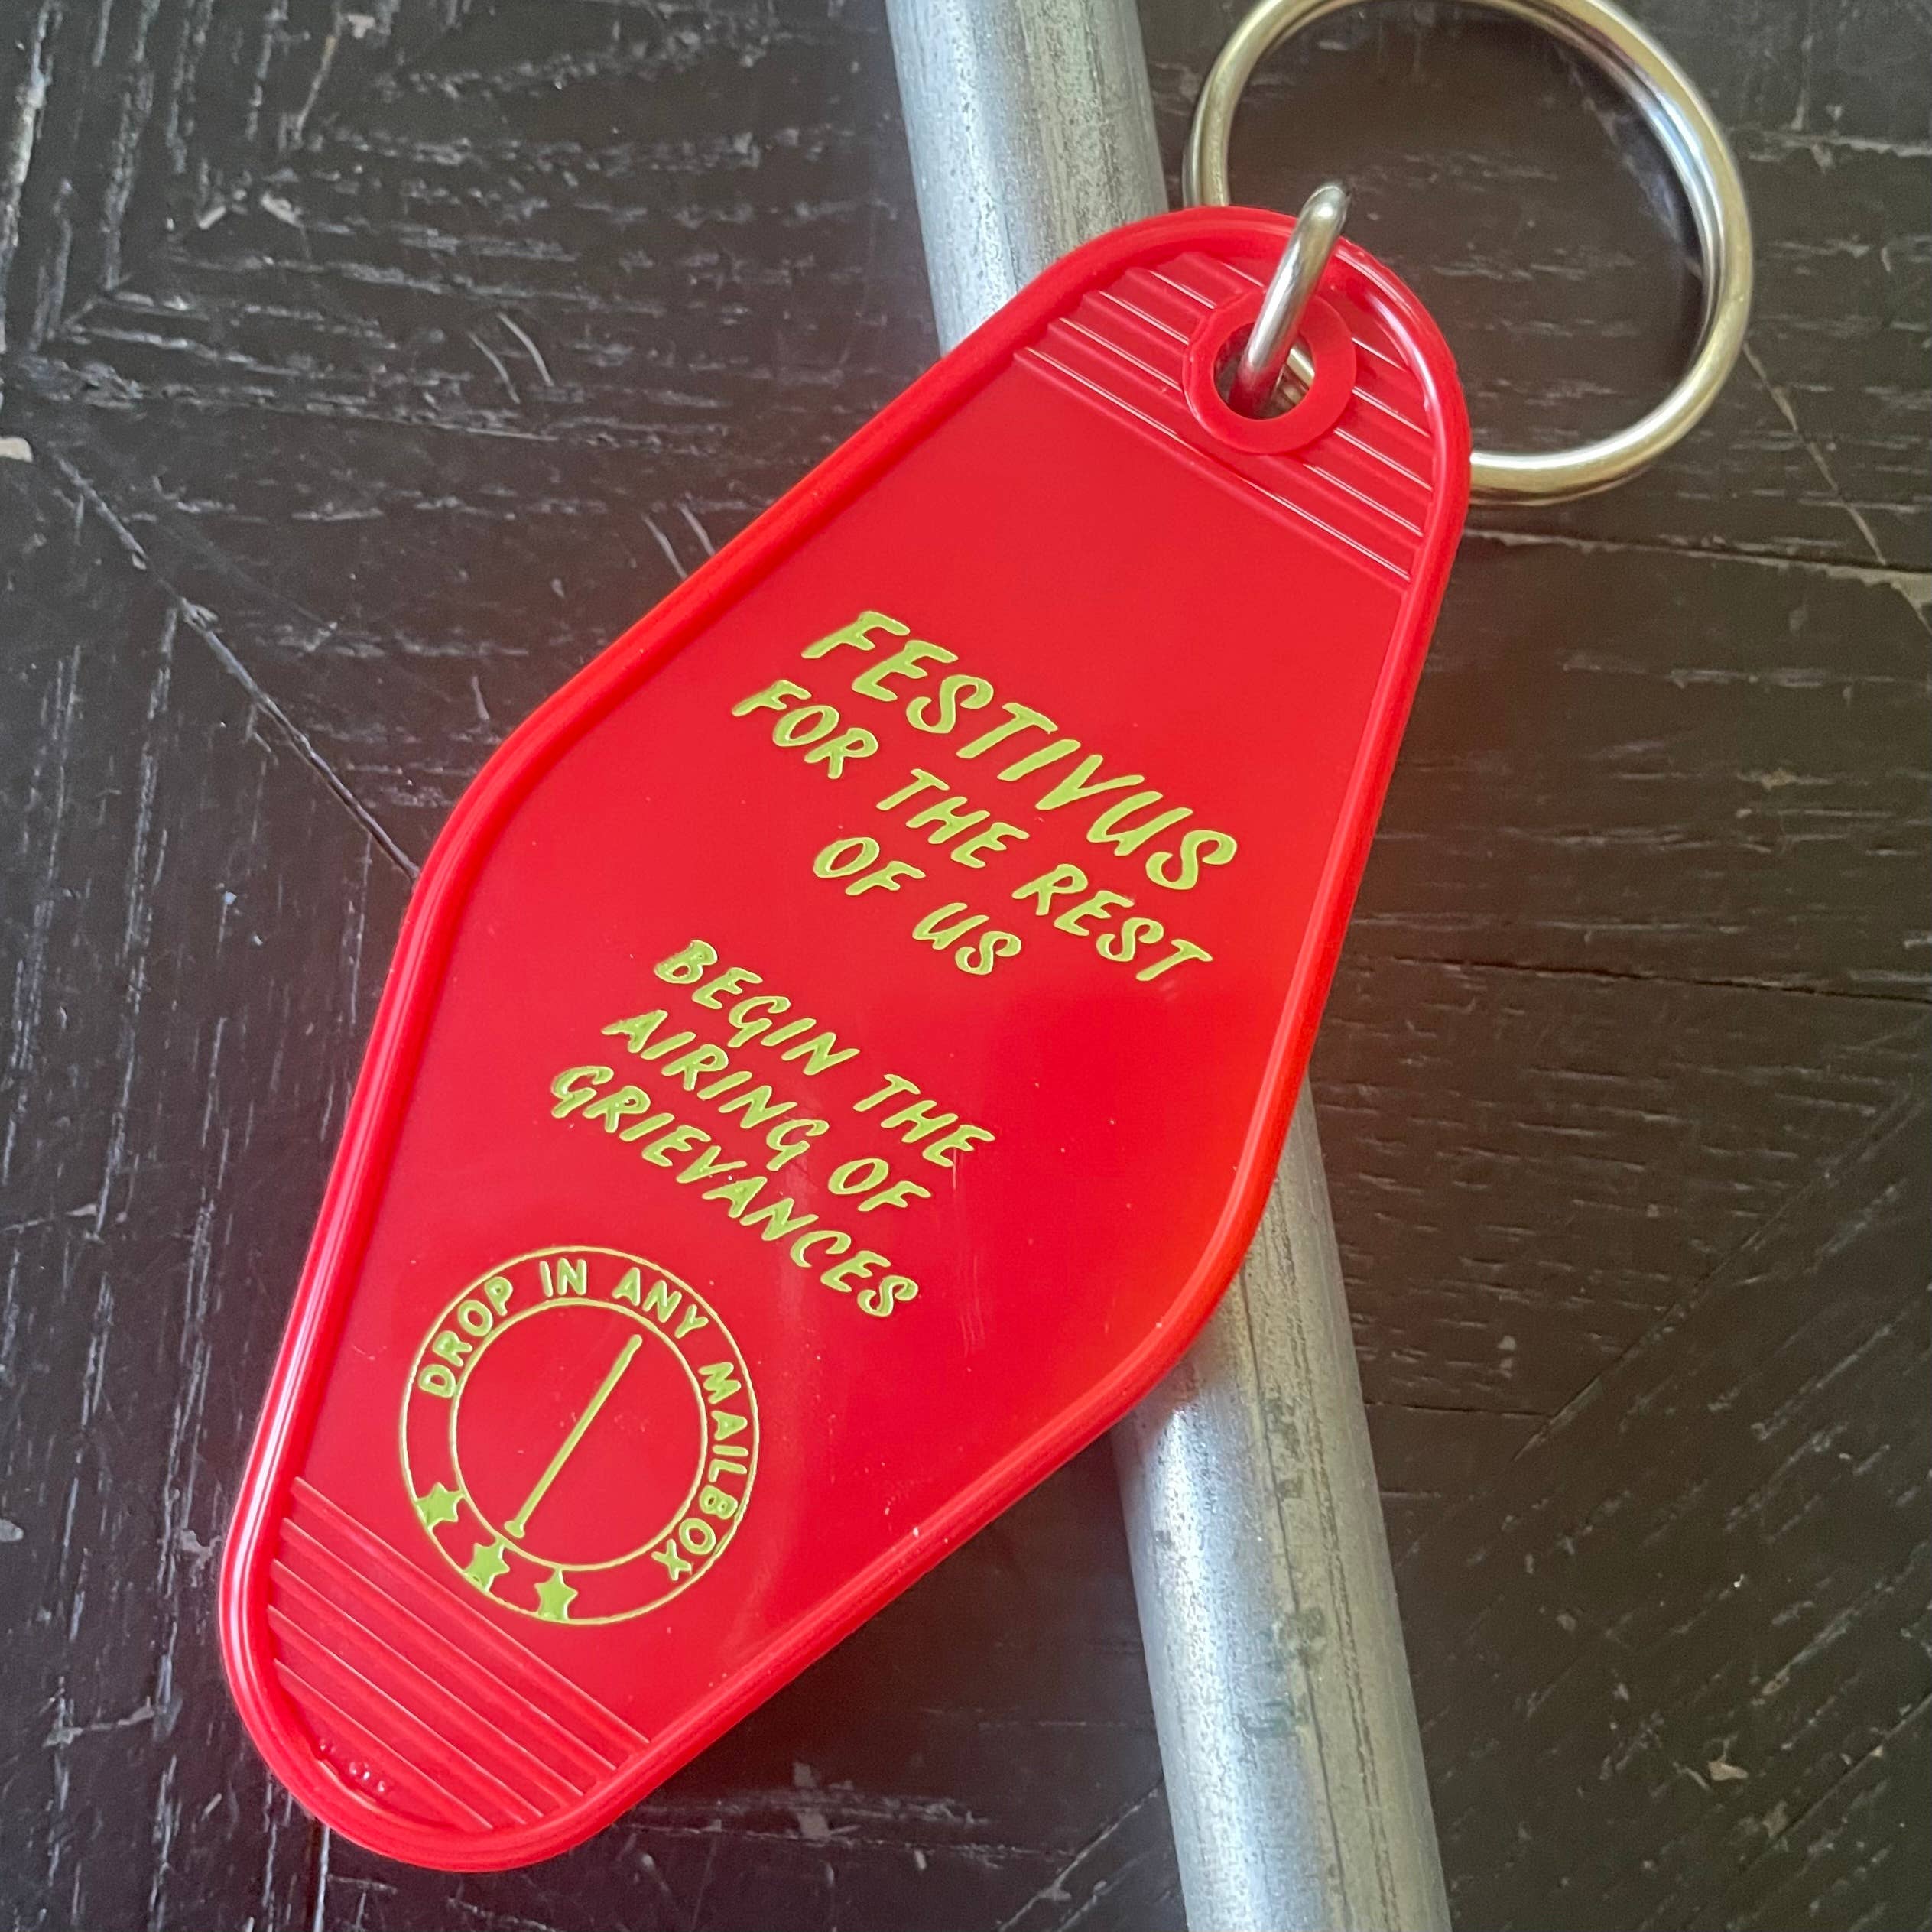 FESTIVUS
FOR THE REST
OF US
BEGIN THE
AIRING OF
GRIEVANCES
DROP IN ANY MAILBOX